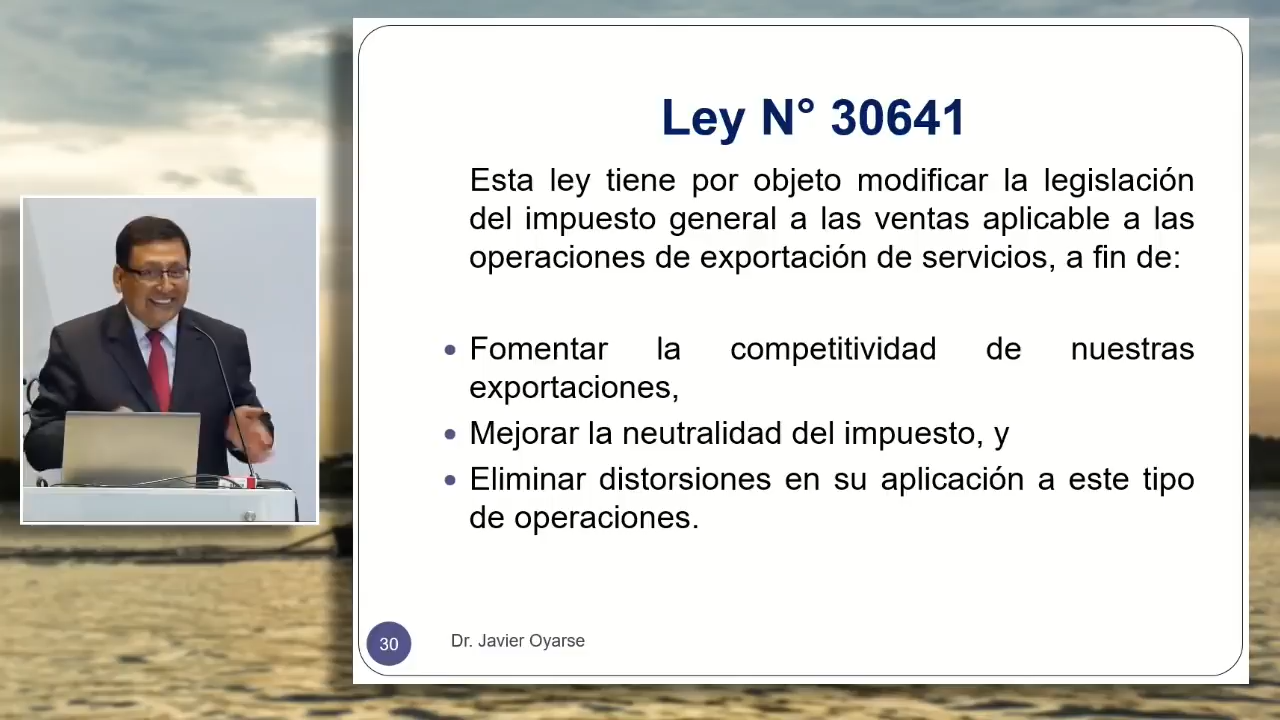 Ley N° 30641
Esta ley tiene por objeto modificar la legislación
del impuesto general a las ventas aplicable a las
operaciones de exportación de servicios, a fin de:
• Fomentar la competitividad de nuestras
exportaciones,
• Mejorar la neutralidad del impuesto, y
• Eliminar distorsiones en su aplicación a este tipo
de operaciones.
30
Dr. Javier Oyarse